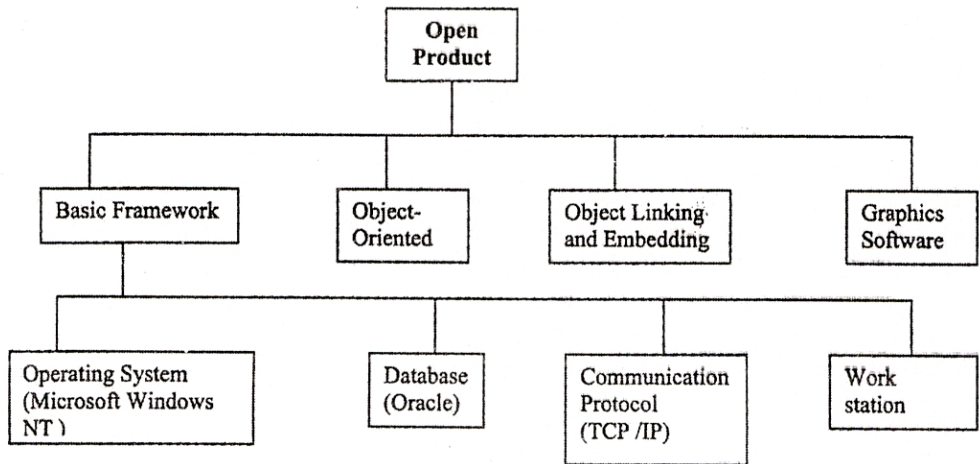 Open
Product
Basic Framework
Object-
Oriented
Object Linking
and Embedding
Graphics
Software
Operating System
(Microsoft Windows
NT )
Database
(Oracle)
Communication
Protocol
(TCP /IP)
Work
station